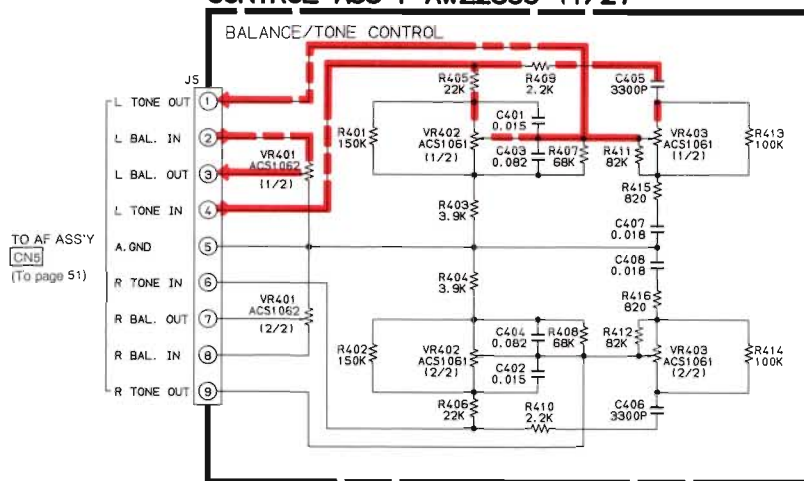 BALANCE/TONE CONTROL
J5
L TONE OUT 1
L BAL. IN 2
L BAL. OUT 3
L TONE IN 4
A.GND 5
R TONE IN 6
R BAL. OUT 7
R BAL. IN 8
R TONE OUT 9
TO AF ASS'Y
CN5
(To page 51)
VR401
ACS1062
(1/2)
VR401
ACS1062
(2/2)
R405
22K
R409
2.2K
C405
3300P
R401
150K
VR402
ACS1061
(1/2)
C401
0.015
C403
0.082
R407
68K
R411
82K
VR403
ACS1061
(1/2)
R413
100K
R403
3.9K
R415
820
C407
0.018
C408
0.018
R404
3.9K
R416
820
R402
150K
VR402
ACS1061
(2/2)
C404
0.082
C402
0.015
R408
68K
R412
82K
VR403
ACS1061
(2/2)
R414
100K
R406
22K
R410
2.2K
C406
3300P